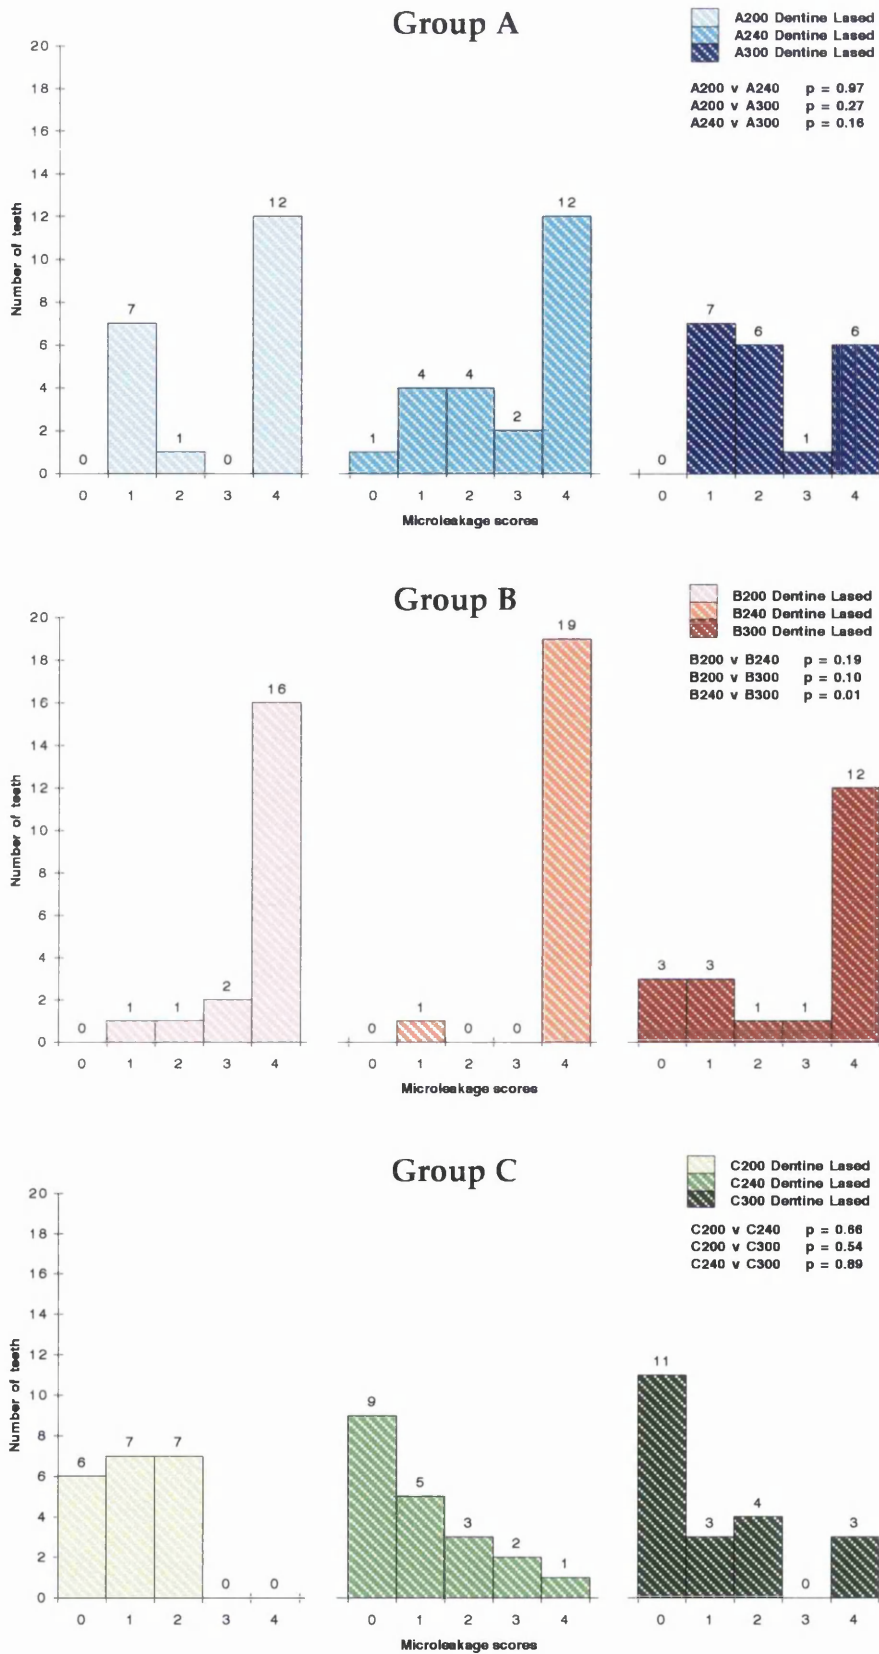 Group A
A200 Dentine Lased
A240 Dentine Lased
A300 Dentine Lased
A200 v A240 p = 0.97
A200 v A300 p = 0.27
A240 v A300 p = 0.16
Number of teeth
20
18
16
14
12
10
8
6
4
2
0
0 7 1 0 12
1 4 4 2 12
0 7 6 1 6
0 1 2 3 4 0 1 2 3 4 0 1 2 3 4
Microleakage scores
Group B
B200 Dentine Lased
B240 Dentine Lased
B300 Dentine Lased
B200 v B240 p = 0.19
B200 v B300 p = 0.10
B240 v B300 p = 0.01
Number of teeth
20
18
16
14
12
10
8
6
4
2
0
0 1 1 2 16
0 1 0 0 19
3 3 1 1 12
0 1 2 3 4 0 1 2 3 4 0 1 2 3 4
Microleakage scores
Group C
C200 Dentine Lased
C240 Dentine Lased
C300 Dentine Lased
C200 v C240 p = 0.66
C200 v C300 p = 0.54
C240 v C300 p = 0.89
Number of teeth
20
18
16
14
12
10
8
6
4
2
0
6 7 7 0 0
9 5 3 2 1
11 3 4 0 3
0 1 2 3 4 0 1 2 3 4 0 1 2 3 4
Microleakage scores